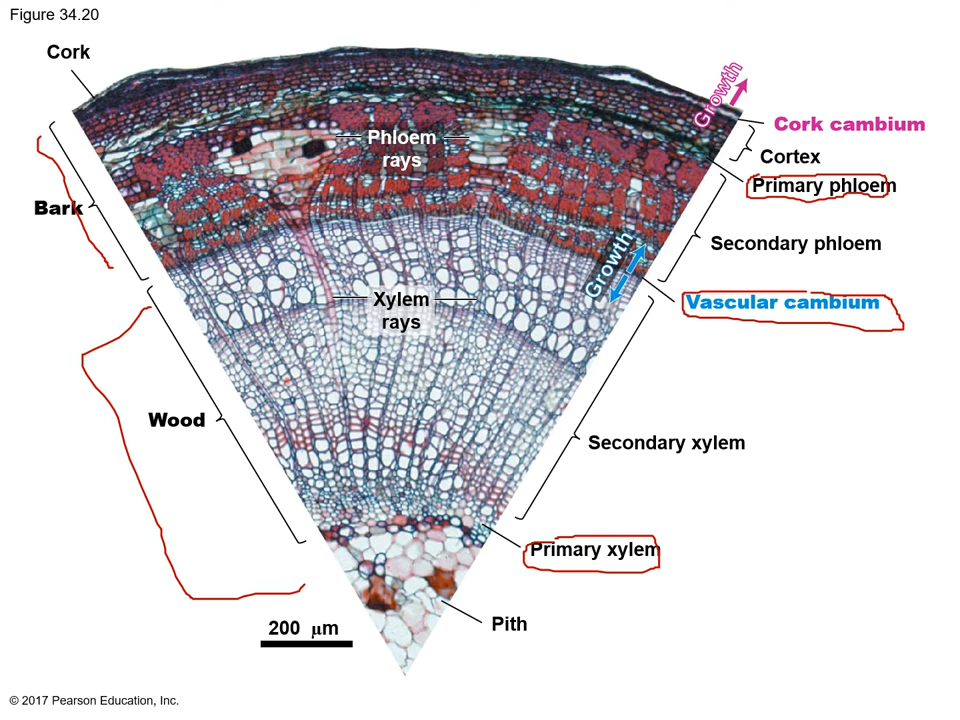 Figure 34.20
Cork
Growth
Cork cambium
Phloem
rays
Cortex
Primary phloem
Bark
Secondary phloem
Growth
Xylem
rays
Vascular cambium
Wood
Secondary xylem
Primary xylem
Pith
200 μm
© 2017 Pearson Education, Inc.